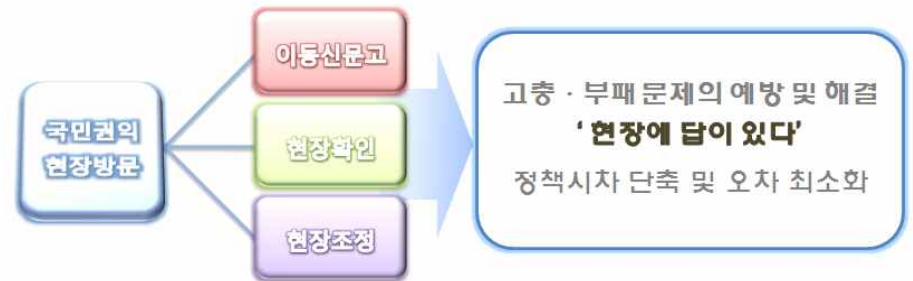 국민권의
현장방문
이동신문고
현장확인
현장조정
고충 · 부패 문제의 예방 및 해결
‘현장에 답이 있다’
정책시차 단축 및 오차 최소화